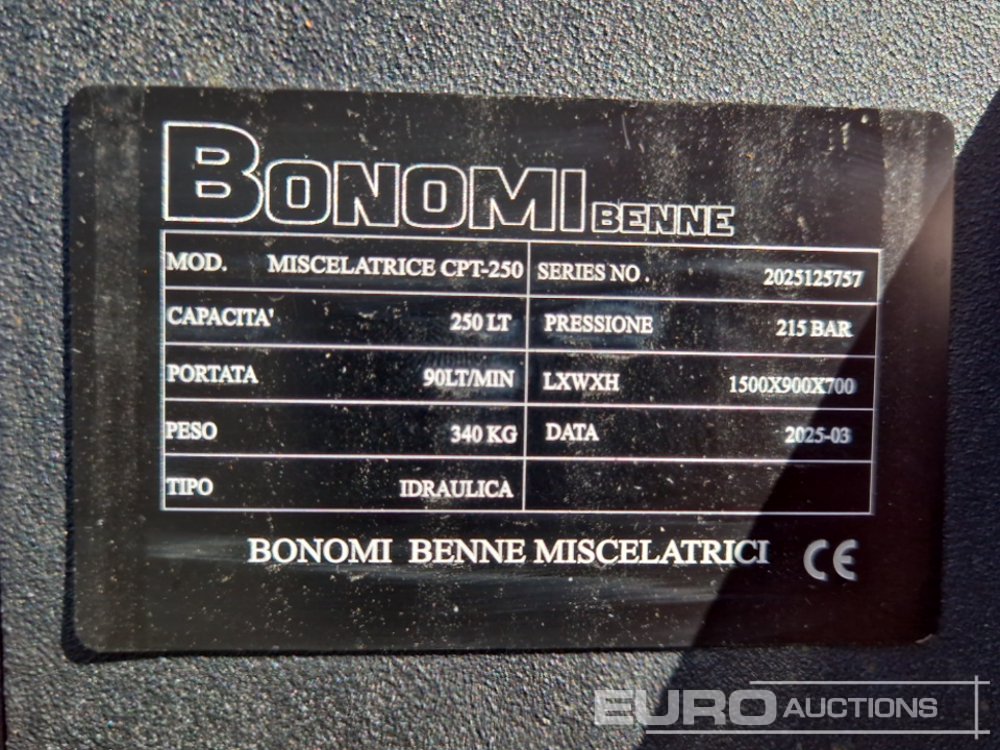 BONOMI BENNE
MOD. MISCELATRICE CPT-250 SERIES NO . 2025125757
CAPACITA' 250 LT PRESSIONE 215 BAR
PORTATA 90LT/MIN LXWXH 1500X900X700
PESO 340 KG DATA 2025-03
TIPO IDRAULICA
BONOMI BENNE MISCELATRICI CE
EURO AUCTIONS